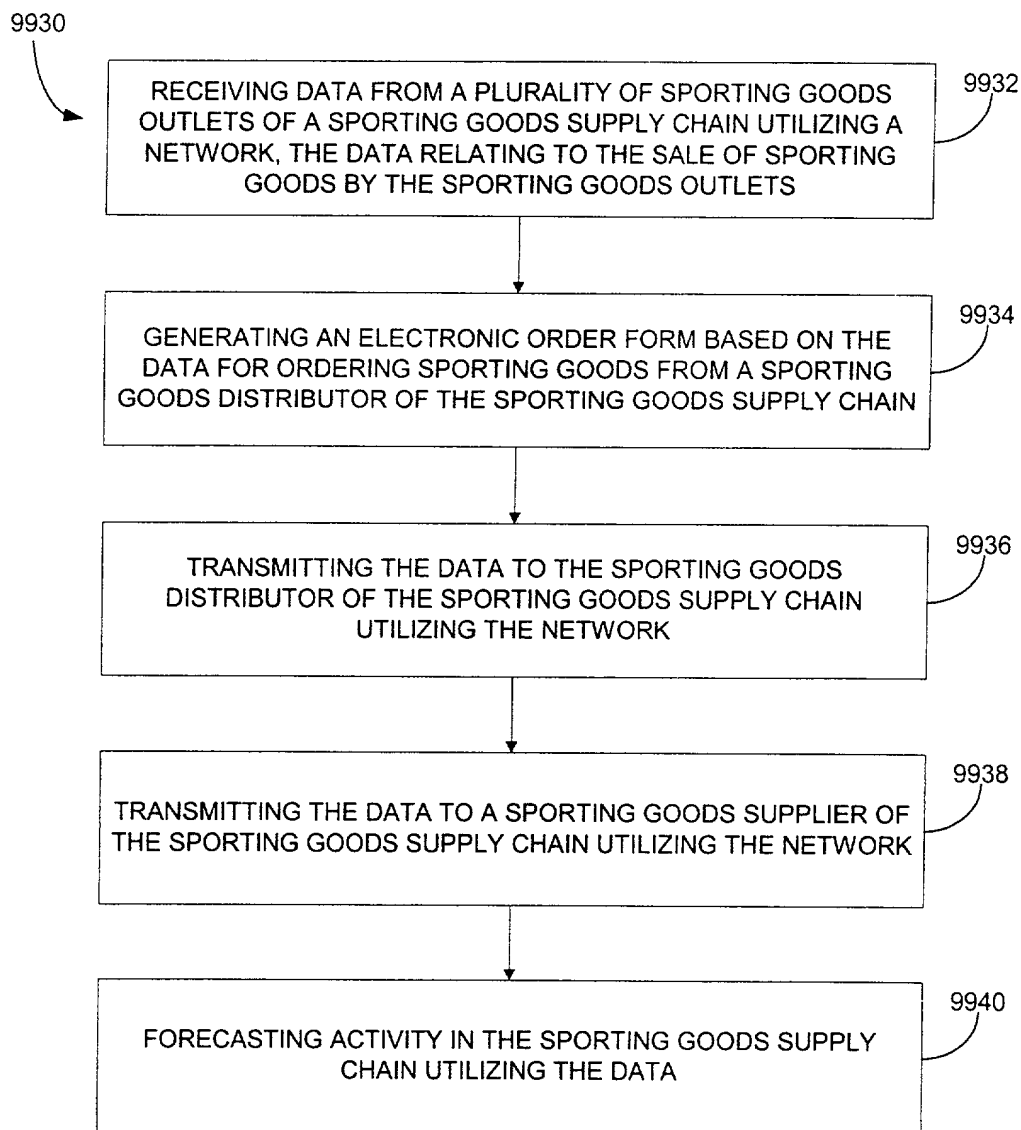 9930
9932
RECEIVING DATA FROM A PLURALITY OF SPORTING GOODS
OUTLETS OF A SPORTING GOODS SUPPLY CHAIN UTILIZING A
NETWORK, THE DATA RELATING TO THE SALE OF SPORTING
GOODS BY THE SPORTING GOODS OUTLETS
9934
GENERATING AN ELECTRONIC ORDER FORM BASED ON THE
DATA FOR ORDERING SPORTING GOODS FROM A SPORTING
GOODS DISTRIBUTOR OF THE SPORTING GOODS SUPPLY CHAIN
9936
TRANSMITTING THE DATA TO THE SPORTING GOODS
DISTRIBUTOR OF THE SPORTING GOODS SUPPLY CHAIN
UTILIZING THE NETWORK
9938
TRANSMITTING THE DATA TO A SPORTING GOODS SUPPLIER OF
THE SPORTING GOODS SUPPLY CHAIN UTILIZING THE NETWORK
9940
FORECASTING ACTIVITY IN THE SPORTING GOODS SUPPLY
CHAIN UTILIZING THE DATA